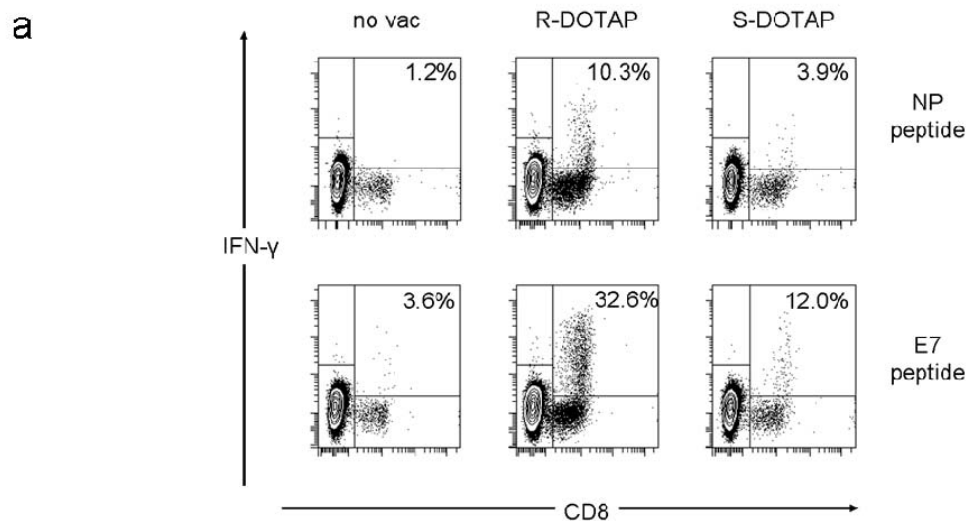 a
no vac R-DOTAP S-DOTAP
1.2% 10.3% 3.9%
NP
peptide
IFN-γ
3.6% 32.6% 12.0%
E7
peptide
CD8